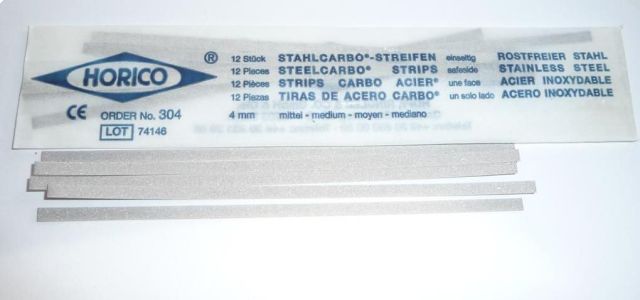 HORICO ®
CE ORDER No. 304
LOT 74146
12 Stück STAHLCARBO®-STREIFEN einseitig ROSTFREIER STAHL
12 Pieces STEELCARBO® STRIPS safeside STAINLESS STEEL
12 Pièces STRIPS CARBO ACIER® une face ACIER INOXYDABLE
12 Piezas TIRAS DE ACERO CARBO® un solo lado ACERO INOXYDABLE
4 mm mittel - medium - moyen - mediano